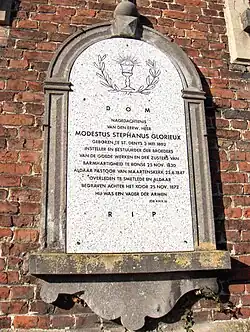 D O M
NAGEDACHTENIS
VAN DEN EERW. HEER
MODESTUS STEPHANUS GLORIEUX
GEBOREN TE ST. DENYS 3 MEI 1802
INSTELLER EN BESTUURDER DER BROEDERS
VAN DE GOEDE WERKEN EN DER ZUSTERS VAN
BARMHARTIGHEID TE RONSE 25 NOV. 1830
ALDAAR PASTOOR VAN ST MAARTENSKERK 25.6.1847
OVERLEDEN TE SMETLEDE EN ALDAAR
BEGRAVEN ACHTER HET KOOR 25 NOV. 1872
HIJ WAS EEN VADER DER ARMEN
R I P